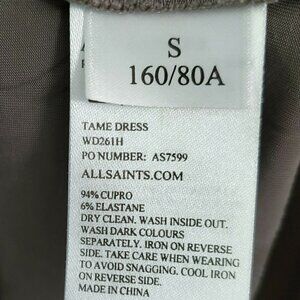 S
160/80A
TAME DRESS
WD261H
PO NUMBER: AS7599
ALLSAINTS.COM
94% CUPRO
6% ELASTANE
DRY CLEAN. WASH INSIDE OUT.
WASH DARK COLOURS
SEPARATELY. IRON ON REVERSE
SIDE. TAKE CARE WHEN WEARING
TO AVOID SNAGGING. COOL IRON
ON REVERSE SIDE.
MADE IN CHINA